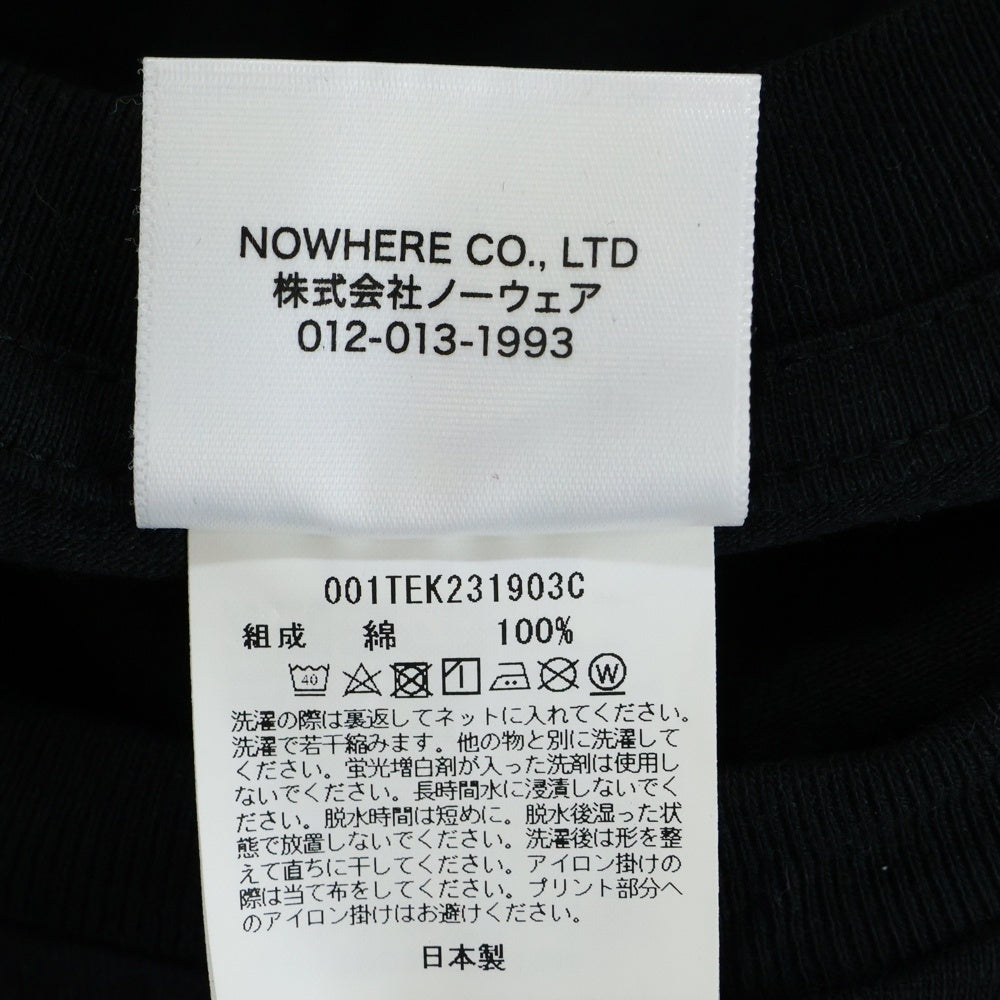 NOWHERE CO., LTD
株式会社ノーウェア
012-013-1993
001TEK231903C
組成 綿 100%
40 W
洗濯の際は裏返してネットに入れてください。
洗濯で若干縮みます。他の物と別に洗濯して
ください。蛍光増白剤が入った洗剤は使用し
ないでください。長時間水に浸漬しないでく
ださい。脱水時間は短めに。脱水後湿った状
態で放置しないでください。洗濯後は形を整
えて直ちに干してください。アイロン掛けの
際は当て布をしてください。プリント部分へ
のアイロン掛けはお避けください。
日本製